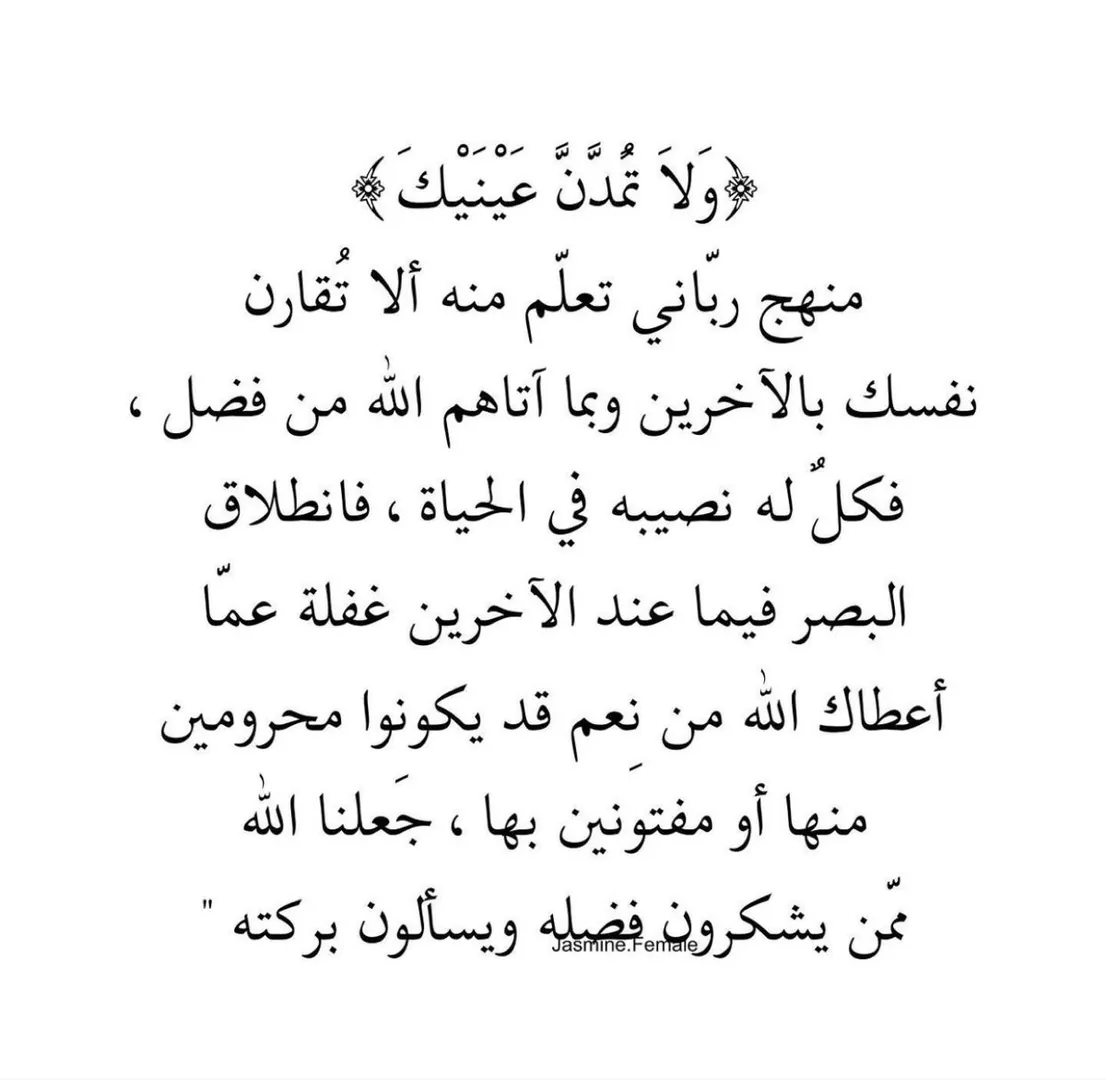 ﴿وَلاَ تَمُدَّنَّ عَيْنَيْكَ﴾
منهج ربّاني تعلّم منه ألا تُقارن
نفسك بالآخرين وبما آتاهم الله من فضل ،
فكلٌ له نصيبه في الحياة ، فانطلاق
البصر فيما عند الآخرين غفلة عمّا
أعطاك الله من نِعم قد يكونوا محرومين
منها أو مفتوَنين بها ، جَعلنا الله
ممّن يشكرون فضله ويسألون بركته "
Jasmine.Female